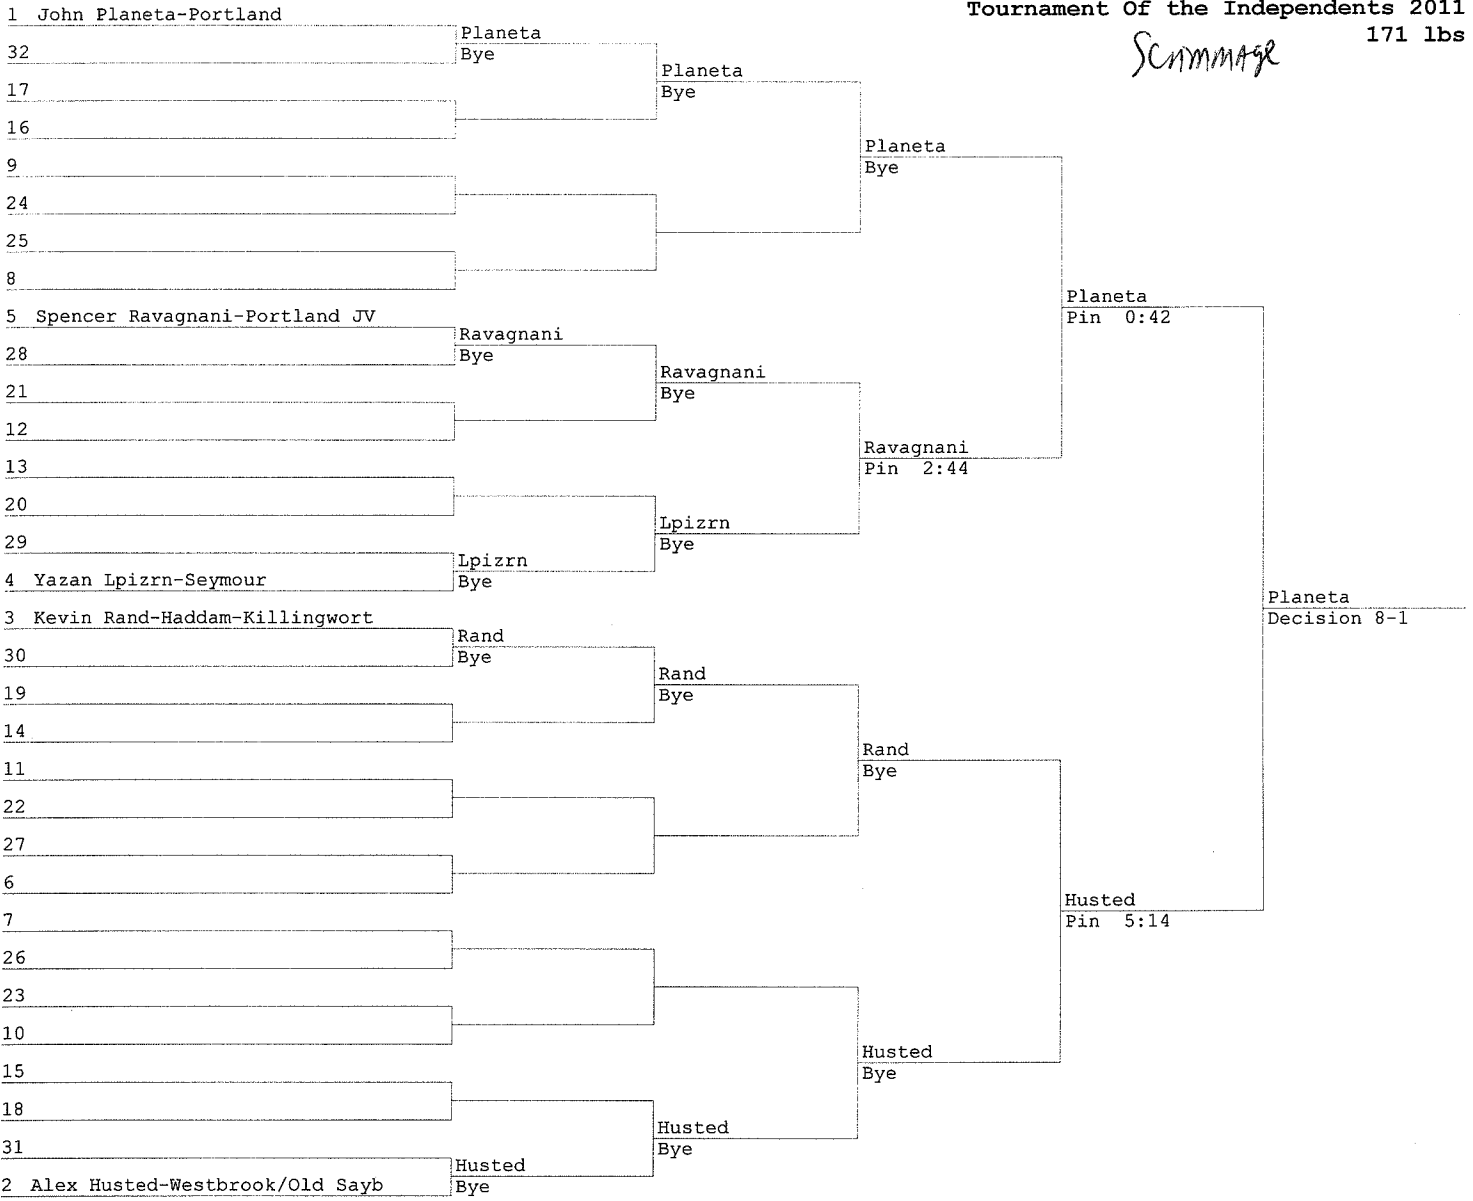 Tournament Of the Independents 2011
171 lbs
Scrimmage
1 John Planeta-Portland
Planeta
32
Bye
Planeta
17
Bye
16
Planeta
9
Bye
24
25
8
Planeta
5 Spencer Ravagnani-Portland JV
Pin 0:42
Ravagnani
28
Bye
Ravagnani
21
Bye
12
Ravagnani
13
Pin 2:44
20
Lpizrn
29
Bye
Lpizrn
4 Yazan Lpizrn-Seymour
Bye
Planeta
3 Kevin Rand-Haddam-Killingwort
Decision 8-1
Rand
30
Bye
Rand
19
Bye
14
Rand
11
Bye
22
27
6
Husted
7
Pin 5:14
26
23
10
Husted
15
Bye
18
Husted
31
Bye
Husted
2 Alex Husted-Westbrook/Old Sayb
Bye